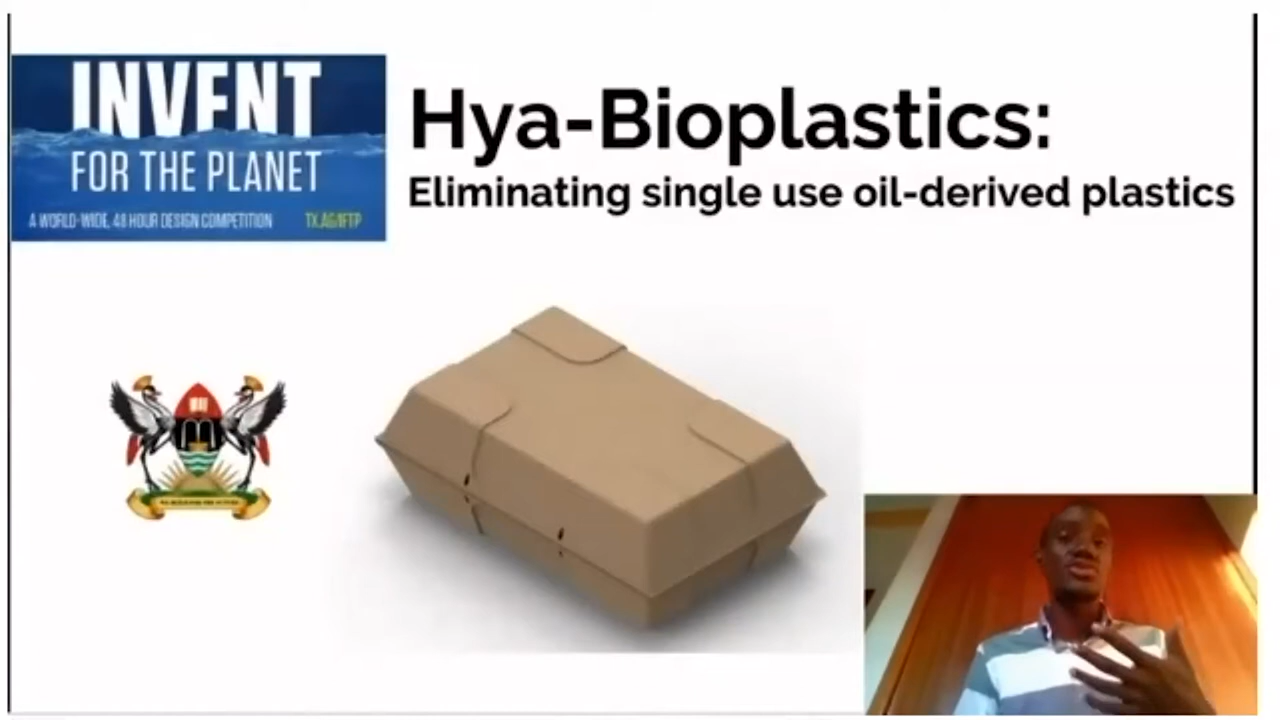 INVENT
FOR THE PLANET
A WORLD-WIDE, 48 HOUR DESIGN COMPETITION
TX.AG/IFTP
Hya-Bioplastics:
Eliminating single use oil-derived plastics